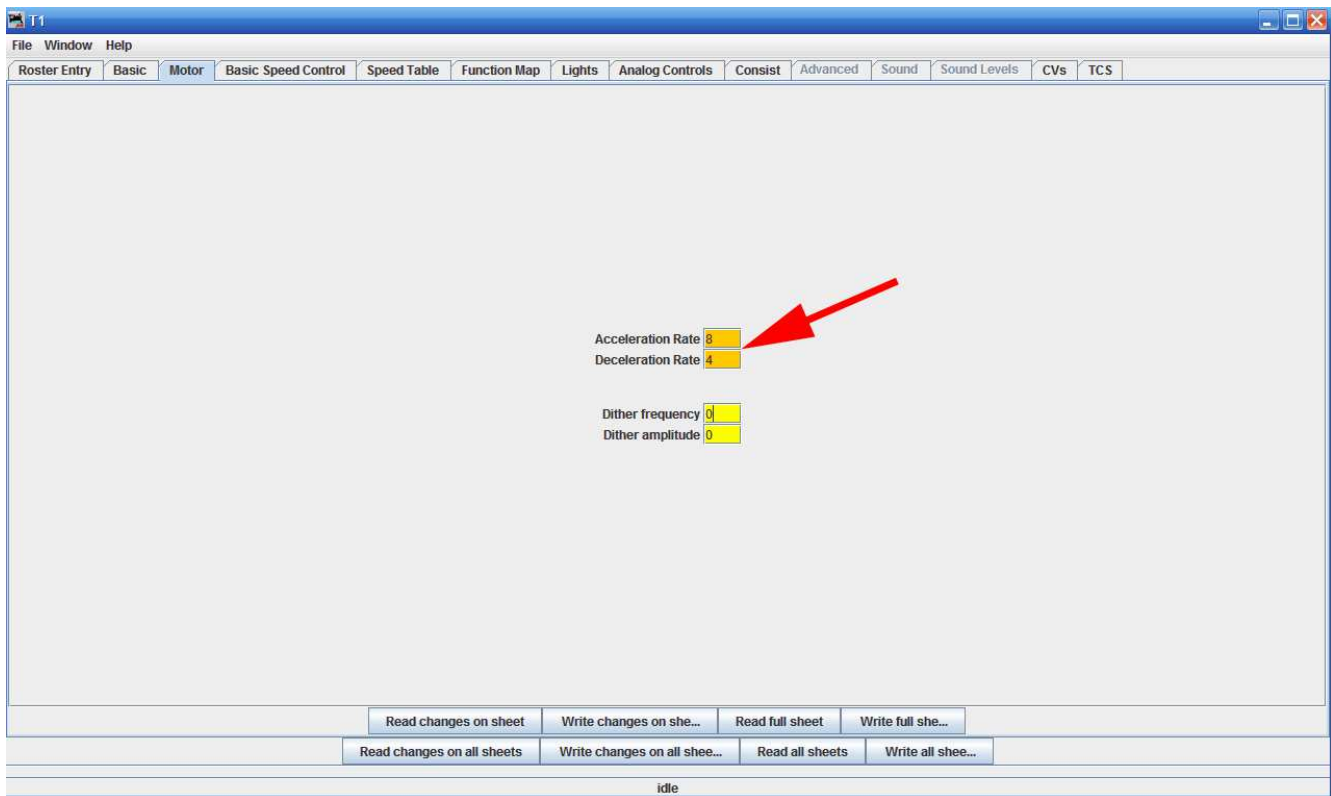 T1
File Window Help
Roster Entry Basic Motor Basic Speed Control Speed Table Function Map Lights Analog Controls Consist Advanced Sound Sound Levels CVs TCS
Acceleration Rate 8
Deceleration Rate 4
Dither frequency 0
Dither amplitude 0
Read changes on sheet Write changes on she... Read full sheet Write full she...
Read changes on all sheets Write changes on all shee... Read all sheets Write all shee...
idle